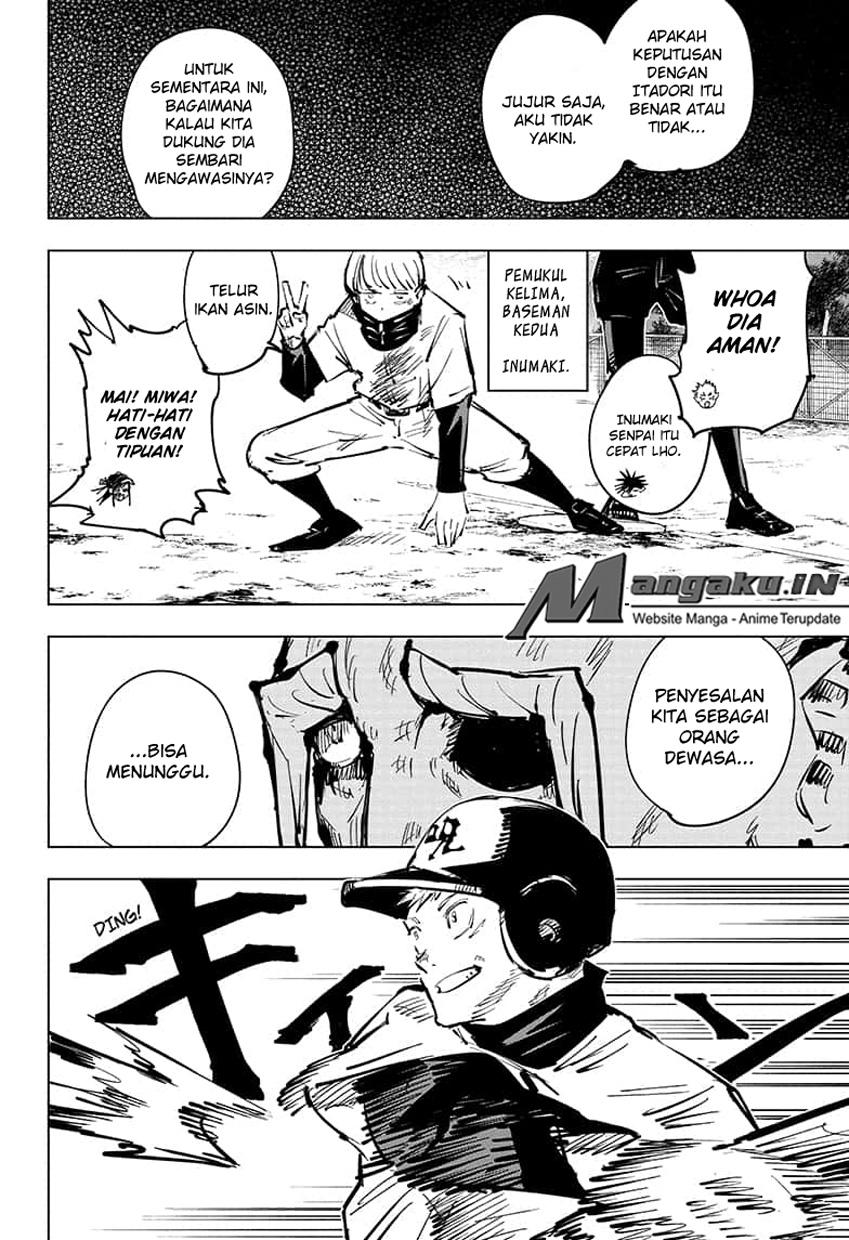 APAKAH
KEPUTUSAN
DENGAN
ITADORI ITU
BENAR ATAU
TIDAK...
JUJUR SAJA,
AKU TIDAK
YAKIN.
UNTUK
SEMENTARA INI,
BAGAIMANA
KALAU KITA
DUKUNG DIA
SEMBARI
MENGAWASINYA?
WHOA
DIA
AMAN!
INUMAKI
SENPAI ITU
CEPAT LHO.
PEMUKUL
KELIMA,
BASEMAN
KEDUA
INUMAKI.
TELUR
IKAN ASIN.
MAI! MIWA!
HATI-HATI
DENGAN
TIPUAN!
Mangaku.iN
Website Manga - Anime Terupdate
PENYESALAN
KITA SEBAGAI
ORANG
DEWASA...
...BISA
MENUNGGU.
DING!
キィン
呪